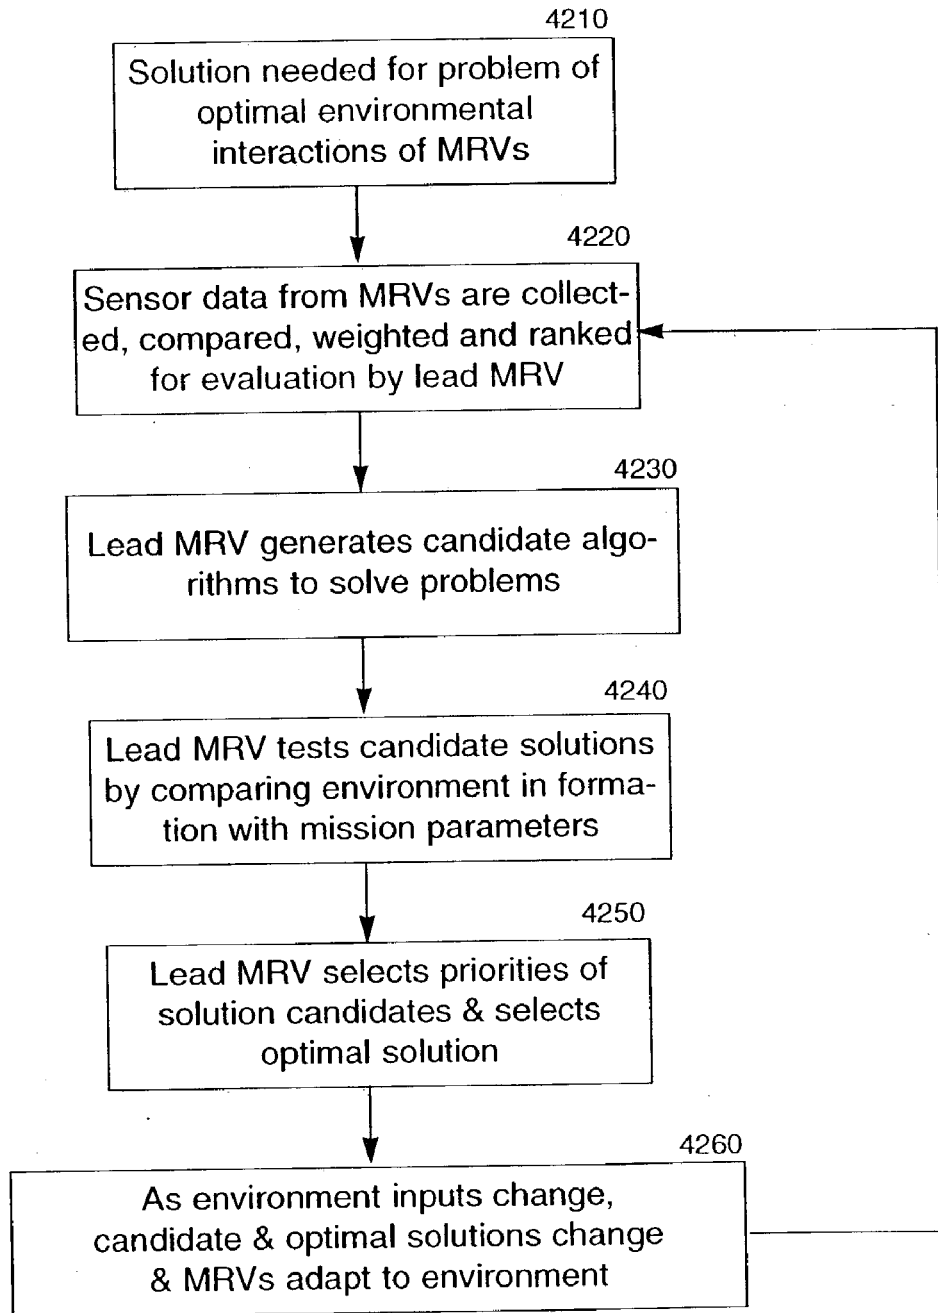 4210
Solution needed for problem of
optimal environmental
interactions of MRVs
4220
Sensor data from MRVs are collect-
ed, compared, weighted and ranked
for evaluation by lead MRV
4230
Lead MRV generates candidate algo-
rithms to solve problems
4240
Lead MRV tests candidate solutions
by comparing environment in forma-
tion with mission parameters
4250
Lead MRV selects priorities of
solution candidates & selects
optimal solution
4260
As environment inputs change,
candidate & optimal solutions change
& MRVs adapt to environment